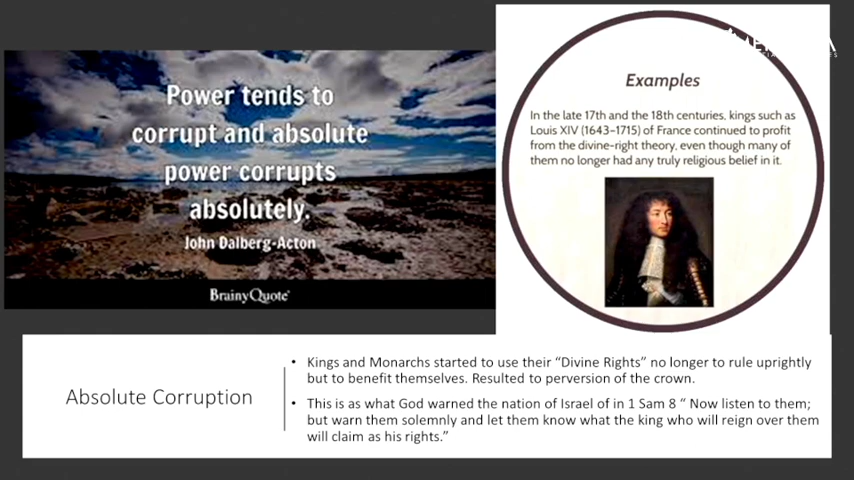 Power tends to
corrupt and absolute
power corrupts
absolutely.
John Dalberg-Acton
BrainyQuote®
Examples
In the late 17th and the 18th centuries, kings such as
Louis XIV (1643–1715) of France continued to profit
from the divine-right theory, even though many of
them no longer had any truly religious belief in it.
Absolute Corruption
• Kings and Monarchs started to use their “Divine Rights” no longer to rule uprightly
but to benefit themselves. Resulted to perversion of the crown.
• This is as what God warned the nation of Israel of in 1 Sam 8 “ Now listen to them;
but warn them solemnly and let them know what the king who will reign over them
will claim as his rights.”